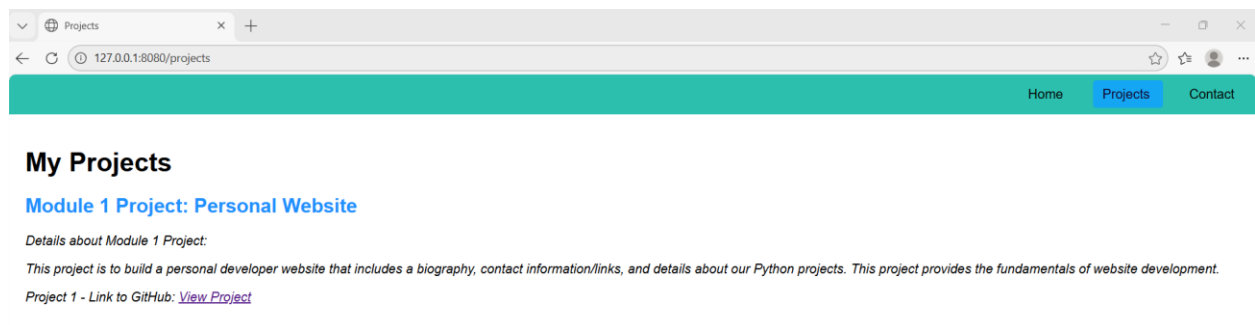 Projects
127.0.0.1:8080/projects
Home Projects Contact
My Projects
Module 1 Project: Personal Website
Details about Module 1 Project:
This project is to build a personal developer website that includes a biography, contact information/links, and details about our Python projects. This project provides the fundamentals of website development.
Project 1 - Link to GitHub: View Project